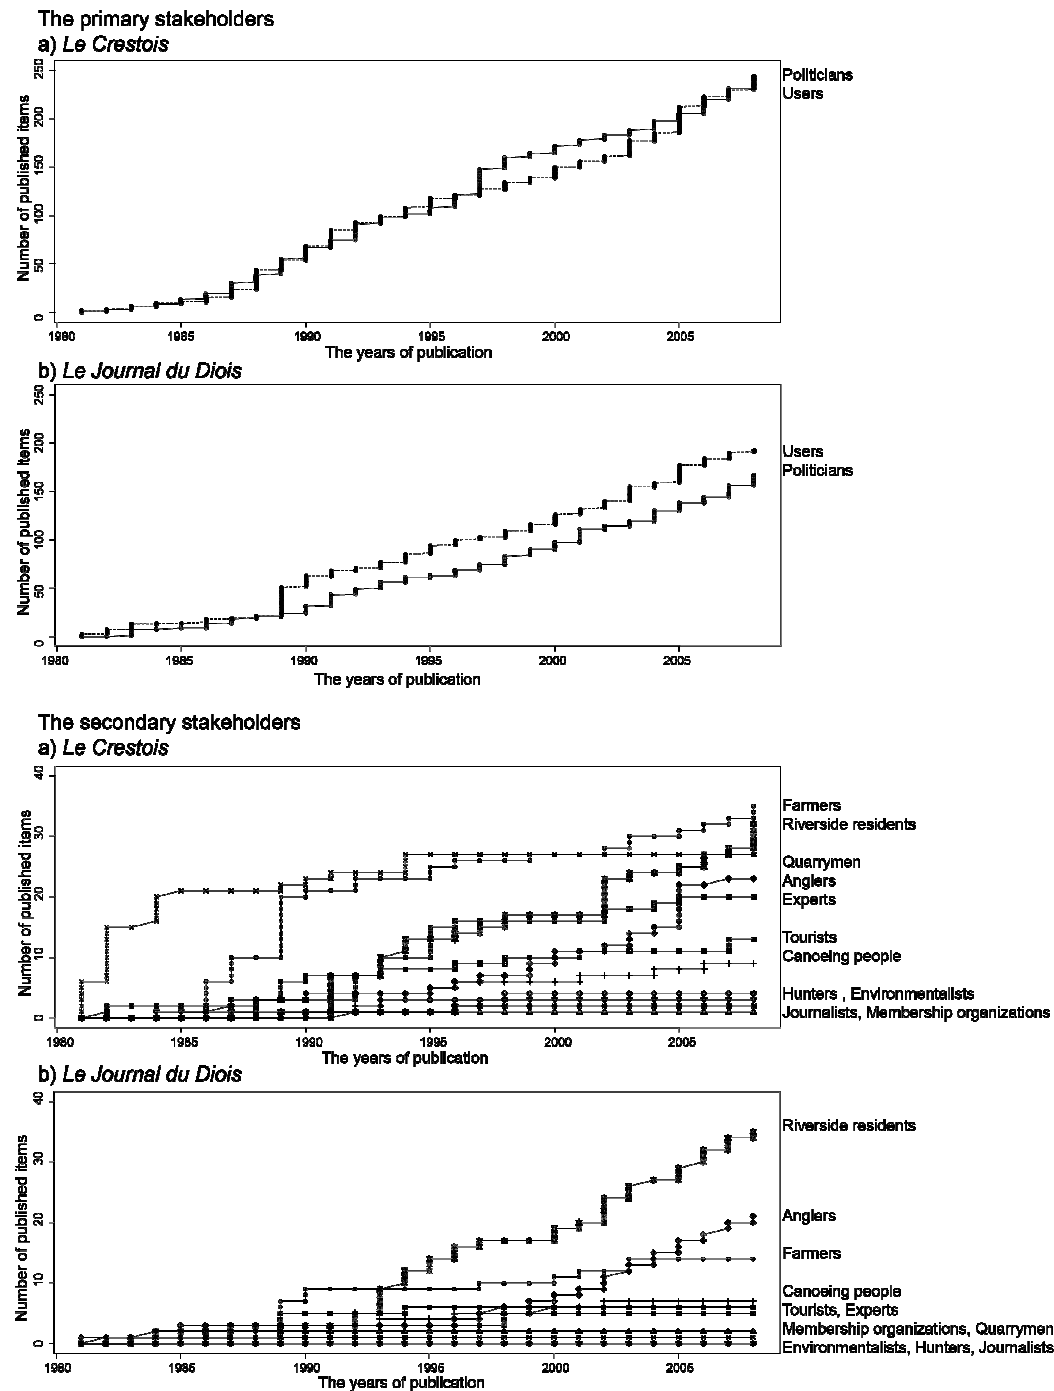 The primary stakeholders
a) Le Crestois
250
200
150
100
50
0
Number of published items
1980 1985 1990 1995 2000 2005
The years of publication
Politicians
Users
b) Le Journal du Diois
250
200
150
100
50
0
Number of published items
1980 1985 1990 1995 2000 2005
The years of publication
Users
Politicians
The secondary stakeholders
a) Le Crestois
40
30
20
10
0
Number of published items
1980 1985 1990 1995 2000 2005
The years of publication
Farmers
Riverside residents
Quarrymen
Anglers
Experts
Tourists
Canoeing people
Hunters , Environmentalists
Journalists, Membership organizations
b) Le Journal du Diois
40
30
20
10
0
Number of published items
1980 1985 1990 1995 2000 2005
The years of publication
Riverside residents
Anglers
Farmers
Canoeing people
Tourists, Experts
Membership organizations, Quarrymen
Environmentalists, Hunters, Journalists